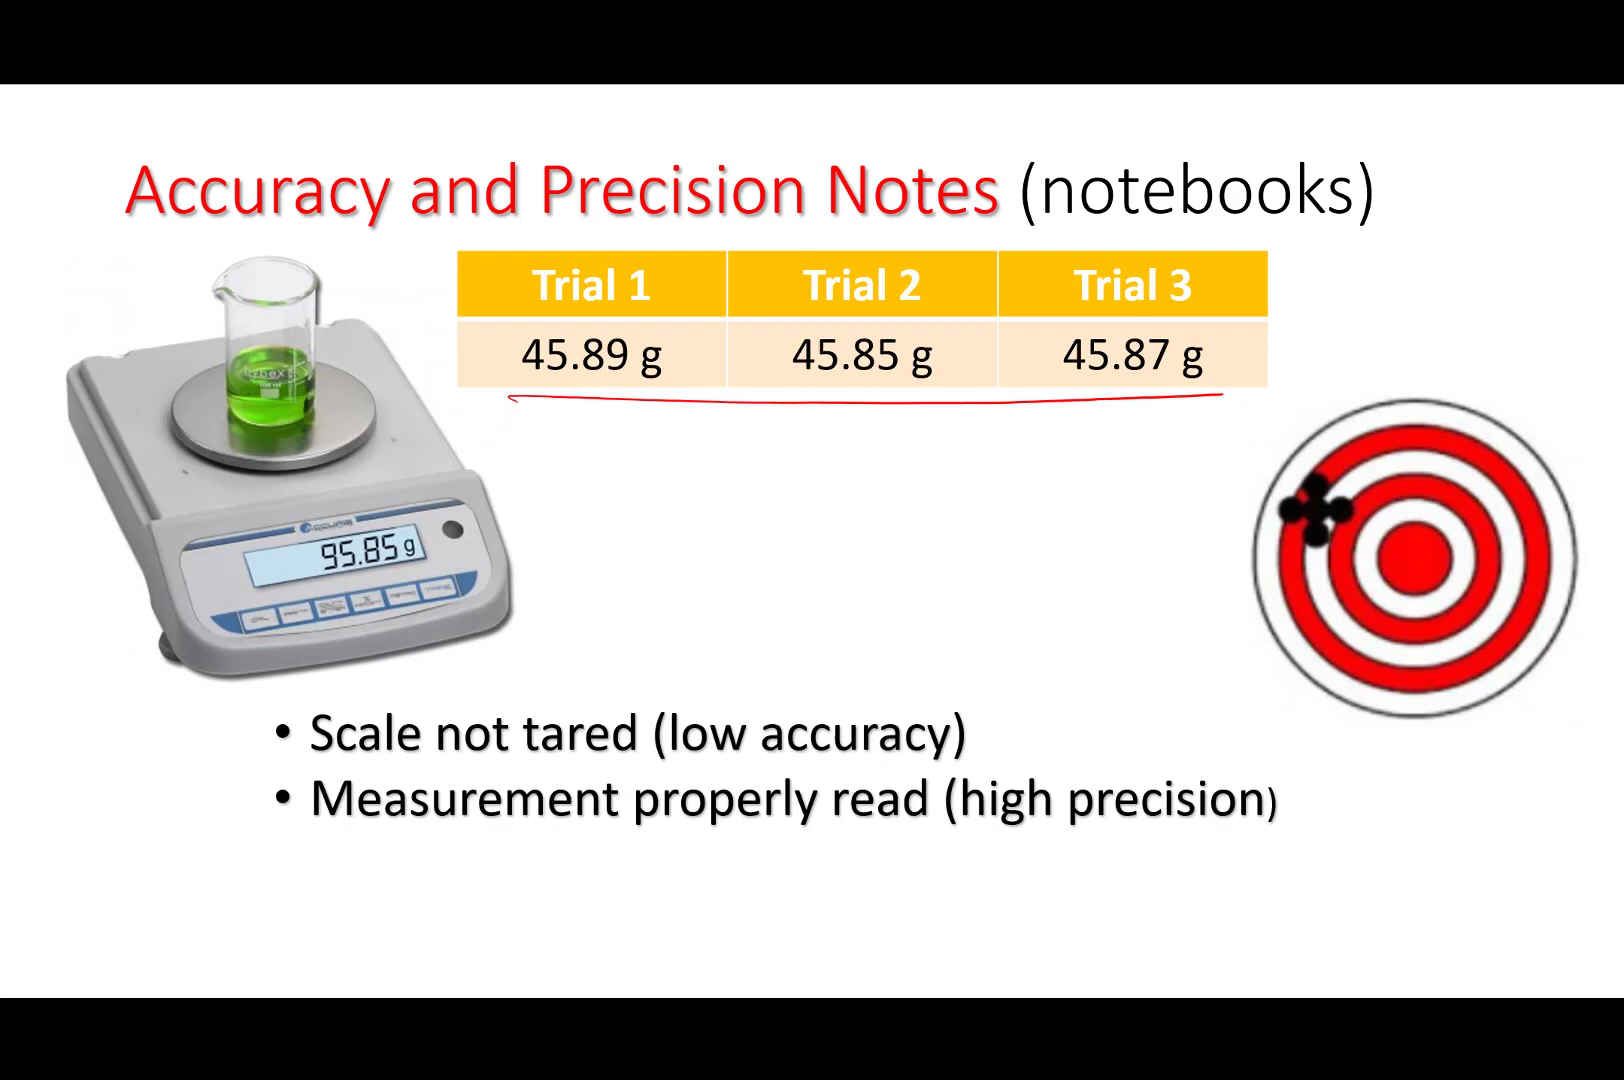 Accuracy and Precision Notes (notebooks)
Trial 1 Trial 2 Trial 3
45.89 g 45.85 g 45.87 g
ACCURIS
95.85 g
• Scale not tared (low accuracy)
• Measurement properly read (high precision)